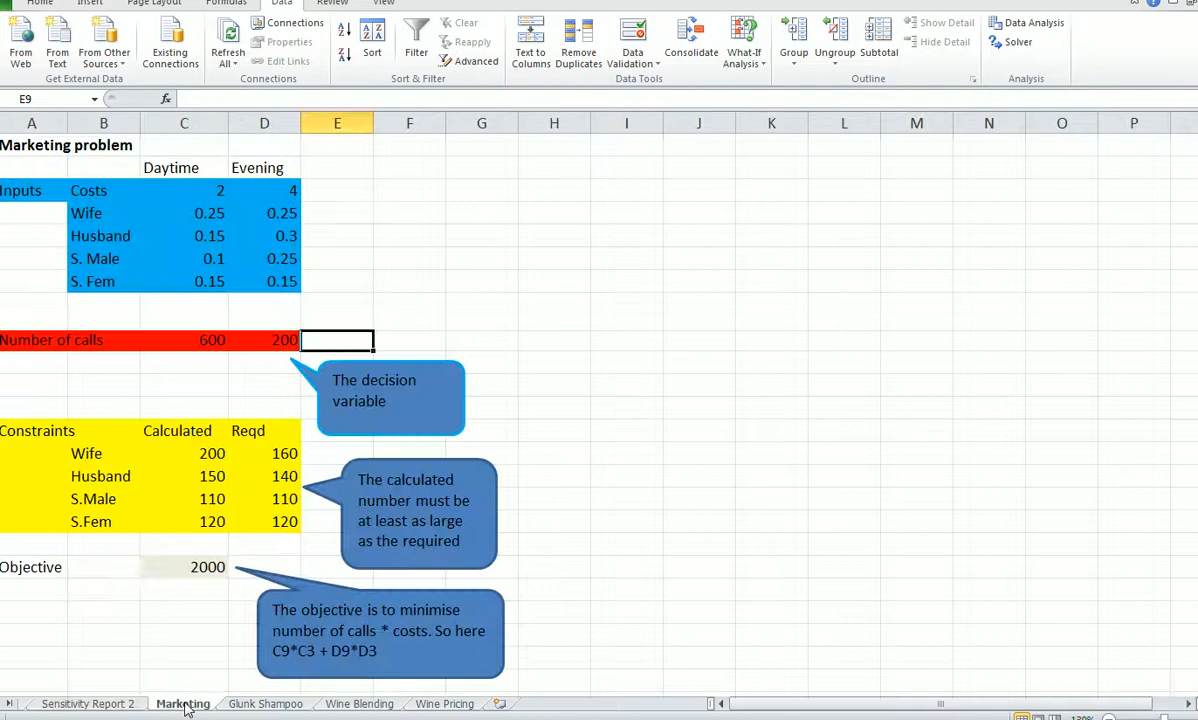 Home Insert Page Layout Formulas Data Review View
From Web
From Text
From Other Sources
Existing Connections
Refresh All
Connections
Properties
Edit Links
Sort
Filter
Clear
Reapply
Advanced
Text to Columns
Remove Duplicates
Data Validation
Consolidate
What-If Analysis
Group
Ungroup
Subtotal
Show Detail
Hide Detail
Data Analysis
Solver
Get External Data Connections Sort & Filter Data Tools Outline Analysis
E9 fx
A B C D E F G H I J K L M N O P
Marketing problem
Daytime Evening
Inputs Costs 2 4
Wife 0.25 0.25
Husband 0.15 0.3
S. Male 0.1 0.25
S. Fem 0.15 0.15
Number of calls 600 200
The decision
variable
Constraints Calculated Reqd
Wife 200 160
Husband 150 140
S.Male 110 110
S.Fem 120 120
The calculated
number must be
at least as large
as the required
Objective 2000
The objective is to minimise
number of calls * costs. So here
C9*C3 + D9*D3
Sensitivity Report 2 Marketing Glunk Shampoo Wine Blending Wine Pricing